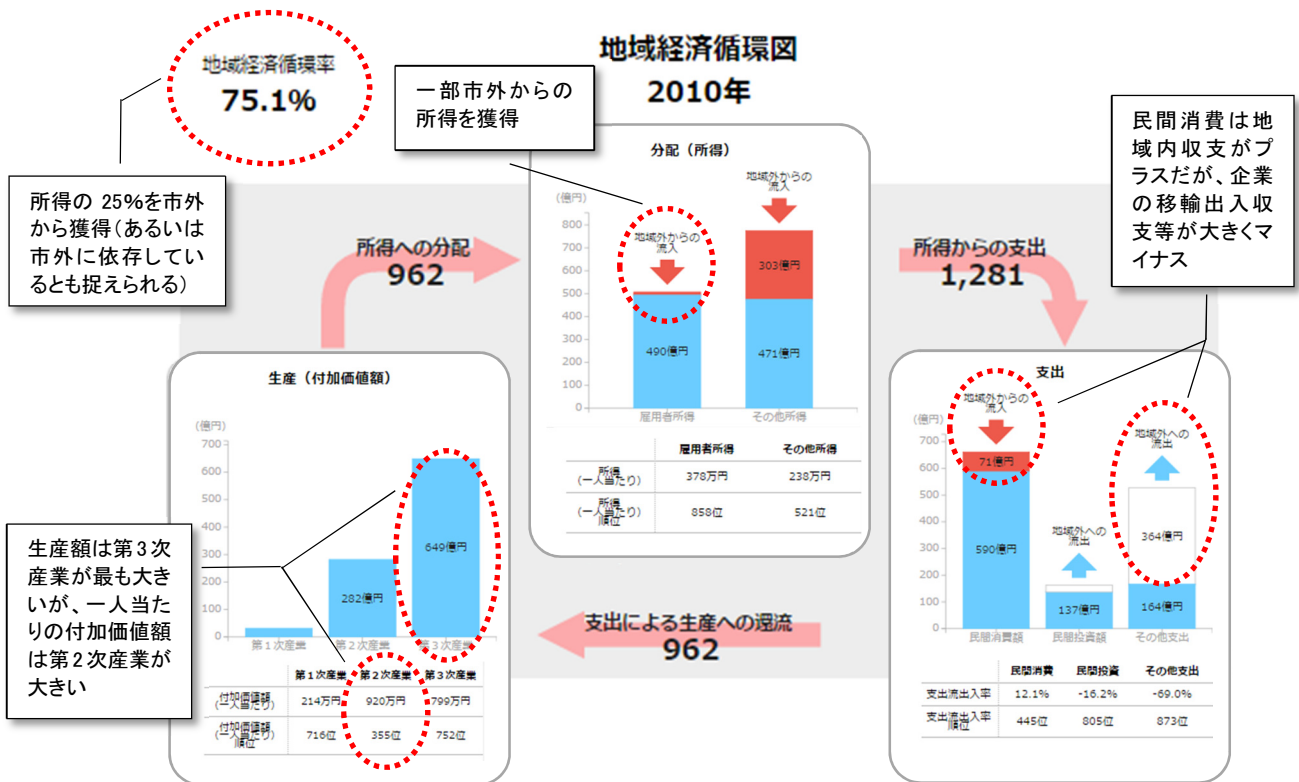 地域経済循環図
2010年
地域経済循環率
75.1%
所得の 25%を市外
から獲得(あるいは
市外に依存してい
るとも捉えられる)
一部市外からの
所得を獲得
民間消費は地
域内収支がプ
ラスだが、企業
の移輸出入収
支等が大きくマ
イナス
所得への分配
962
所得からの支出
1,281
分配（所得）
(億円)
800
700
600
500
400
300
200
100
0
地域外からの
流入
地域外からの
流入
303億円
490億円
471億円
雇用者所得
その他所得
雇用者所得 その他所得
所得
(一人当たり)
378万円 238万円
所得
(一人当たり)
順位
858位 521位
生産（付加価値額）
(億円)
700
600
500
400
300
200
100
0
649億円
282億円
第1次産業 第2次産業 第3次産業
第1次産業 第2次産業 第3次産業
付加価値額
(一人当たり)
214万円 920万円 799万円
付加価値額
(一人当たり)
順位
716位 355位 752位
生産額は第3次
産業が最も大き
いが、一人当た
りの付加価値額
は第2次産業が
大きい
支出による生産への還流
962
支出
(億円)
700
600
500
400
300
200
100
0
地域外からの
流入
71億円
590億円
地域外への
流出
137億円
地域外への
流出
364億円
164億円
民間消費額 民間投資額 その他支出
民間消費 民間投資 その他支出
支出流出入率 12.1% -16.2% -69.0%
支出流出入率
順位
445位 805位 873位